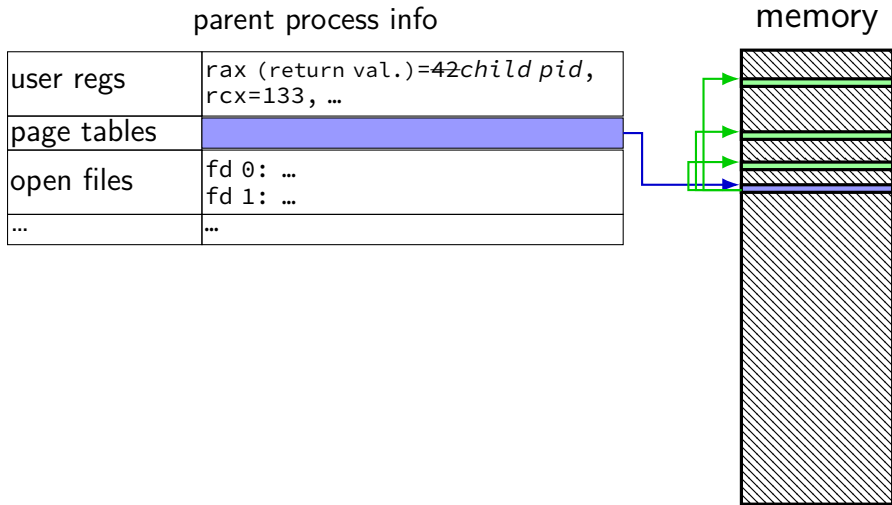 parent process info
memory
user regs
rax (return val.)=42child pid,
rcx=133, …
page tables
open files
fd 0: …
fd 1: …
…
…